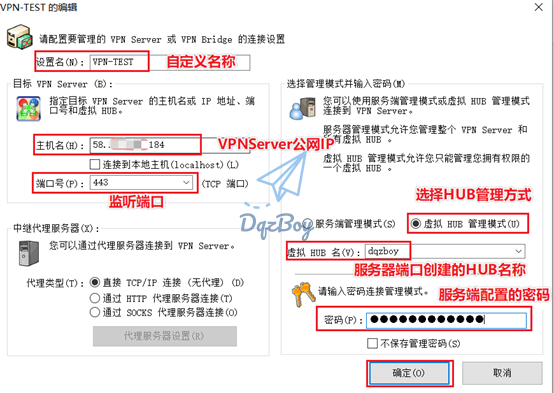 VPN-TEST 的编辑
请配置要管理的 VPN Server 或 VPN Bridge 的连接设置
设置名(N): VPN-TEST 自定义名称
目标 VPN Server (B):
指定目标 VPN Server 的主机名或 IP 地址、端
口号和虚拟 HUB。
主机名(H): 58. 184 VPNServer公网IP
连接到本地主机(localhost)(L)
端口号(P): 443 (TCP 端口)
监听端口
中继代理服务器(X):
您可以通过代理服务器连接到 VPN Server。
代理类型(T): 直接 TCP/IP 连接 (无代理) (D)
通过 HTTP 代理服务器连接(T)
通过 SOCKS 代理服务器连接(O)
代理服务器设置(R)
选择管理模式并输入密码(M)
您可以使用服务端管理模式或虚拟 HUB 管理模式
连接到 VPN Server。
服务器管理模式允许您管理整个 VPN Server 和
所有虚拟 HUB。
虚拟 HUB 管理模式允许您只能管理您拥有权限的
一个虚拟 HUB。
选择HUB管理方式
服务端管理模式(S) 虚拟 HUB 管理模式(U)
虚拟 HUB 名(V): dqzboy
服务器端口创建的HUB名称
请输入密码连接管理模式。
服务端配置的密码
密码(P): ●●●●●●●●●●●●
不保存管理密码(S)
确定(O) 取消
DqzBoy